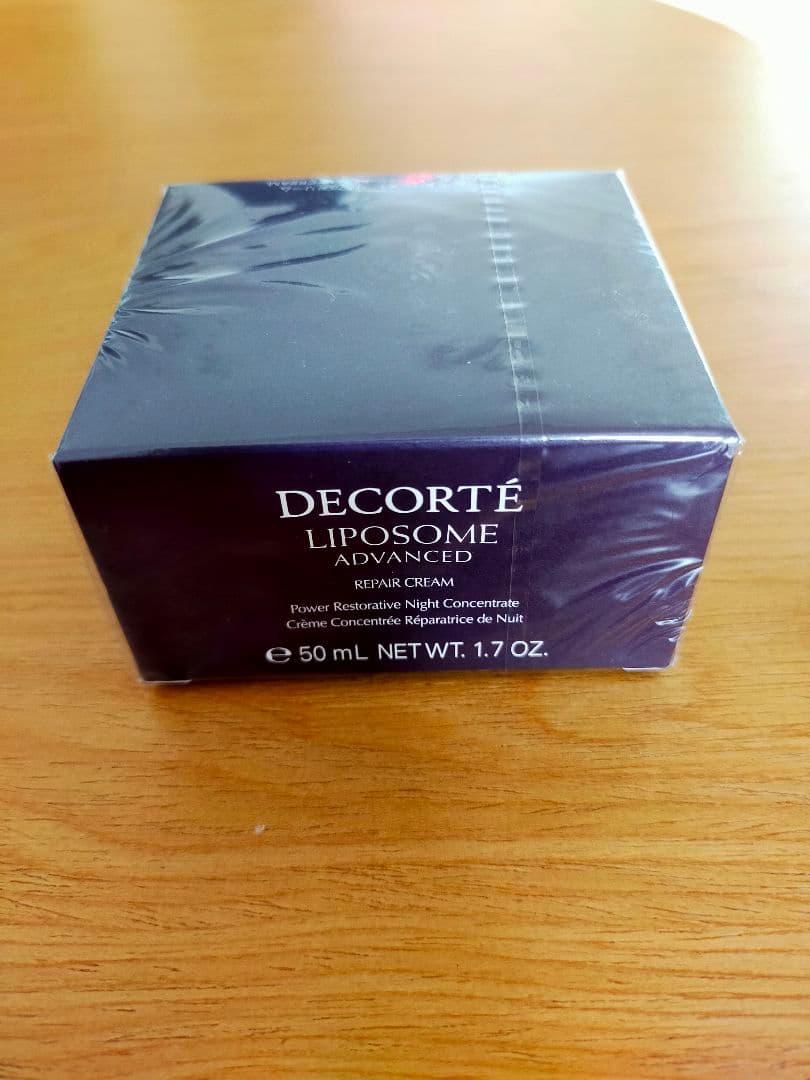 DECORTÉ
LIPOSOME
ADVANCED
REPAIR CREAM
Power Restorative Night Concentrate
Crème Concentrée Réparatrice de Nuit
℮ 50 mL NET WT. 1.7 OZ.